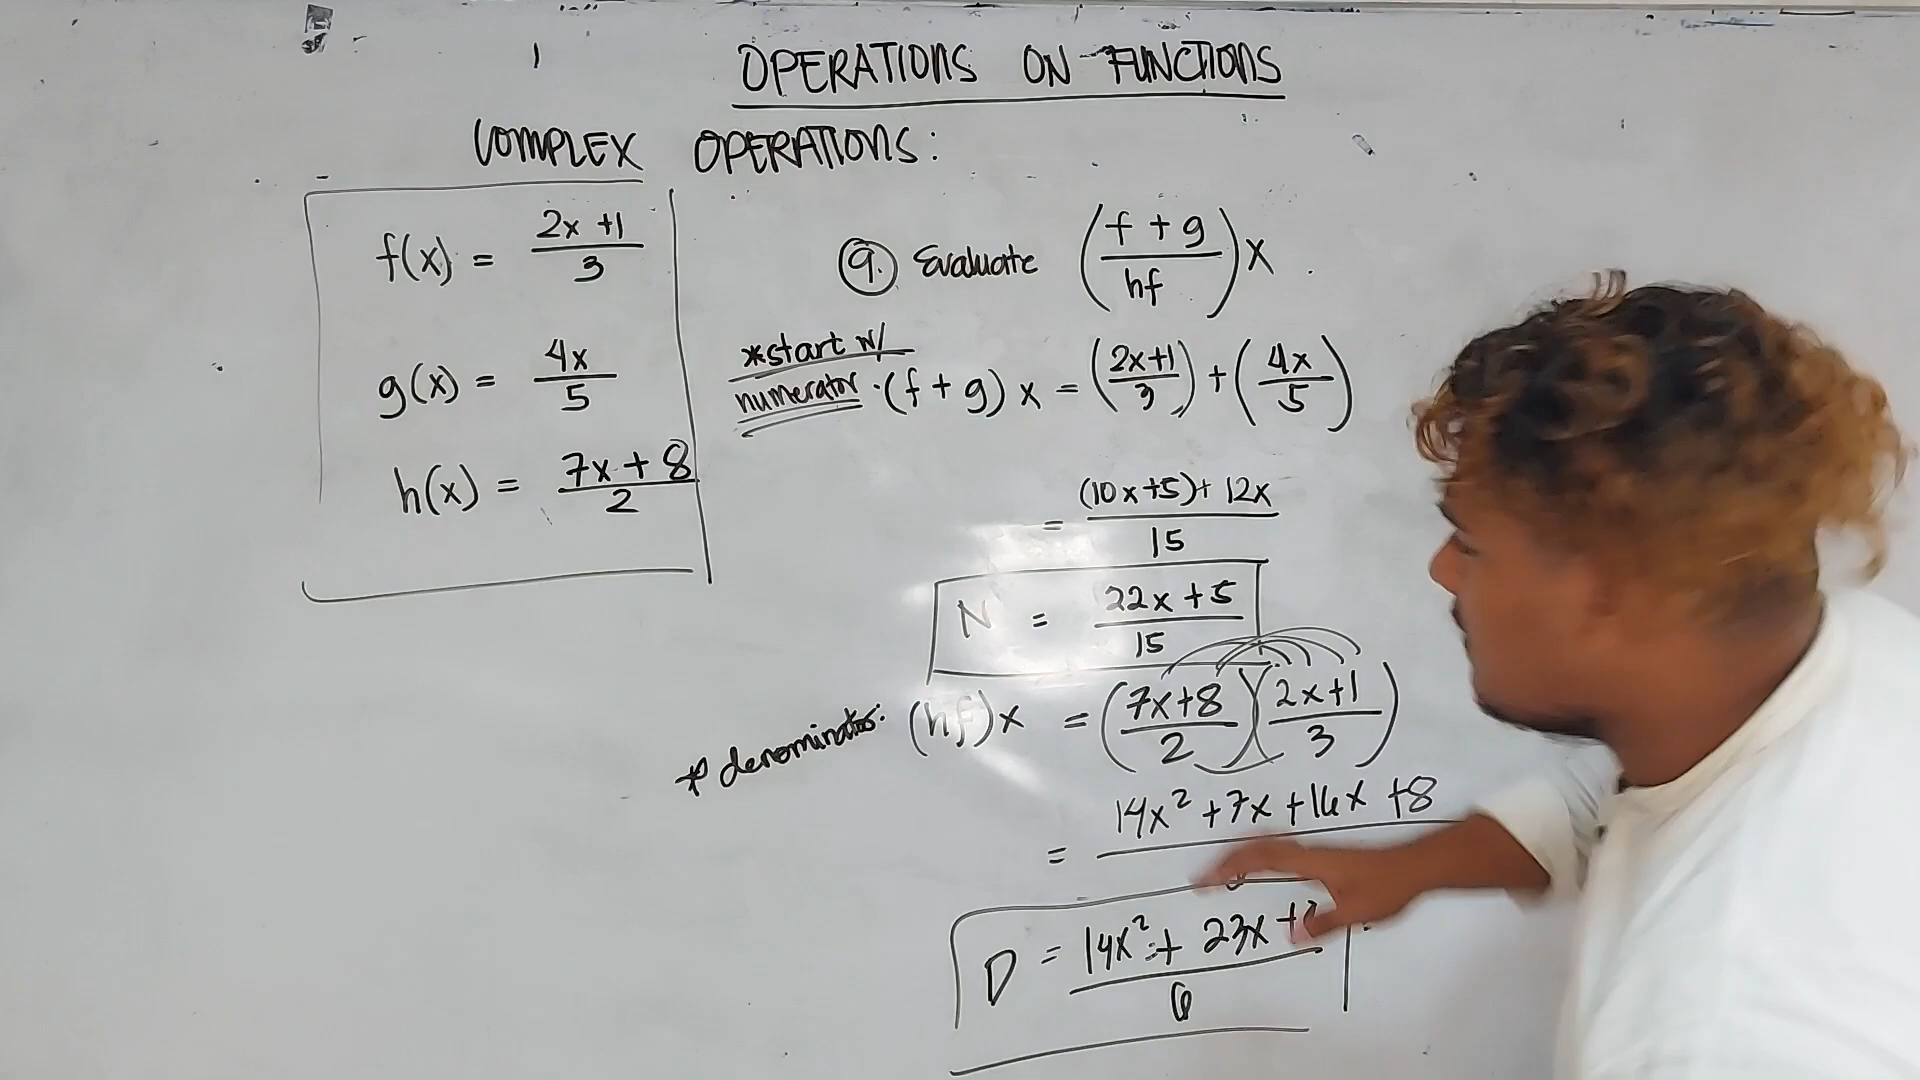 OPERATIONS ON FUNCTIONS
COMPLEX OPERATIONS:
f(x) = (2x + 1)/3
g(x) = 4x/5
h(x) = (7x + 8)/2
9. Evaluate ((f + g)/(hf)) x .
*start w/
numerator · (f + g) x = ((2x+1)/3) + (4x/5)
= ((10x + 5) + 12x)/15
N = (22x + 5)/15
* denominator: (hf) x = ((7x+8)/2)((2x+1)/3)
= 14x² + 7x + 16x + 8
D = 14x² + 23x + /6